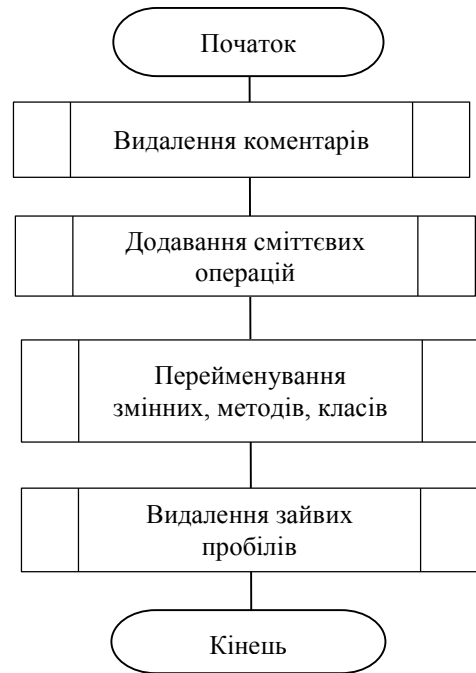 Початок
Видалення коментарів
Додавання сміттєвих
операцій
Перейменування
змінних, методів, класів
Видалення зайвих
пробілів
Кінець